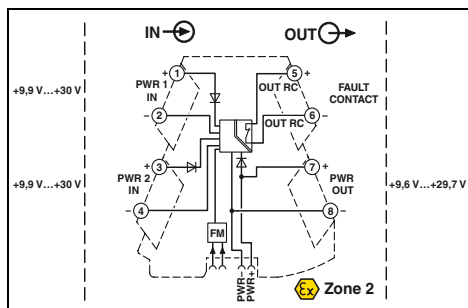 IN OUT
1 5
+ +
PWR 1 OUT RC FAULT
IN CONTACT
+9,9 V...+30 V
2 OUT RC 6
– –
3 7
+ +
PWR 2 PWR
IN OUT
+9,9 V...+30 V +9,6 V...+29,7 V
4 8
– –
FM
PWR-
PWR+
Ex Zone 2